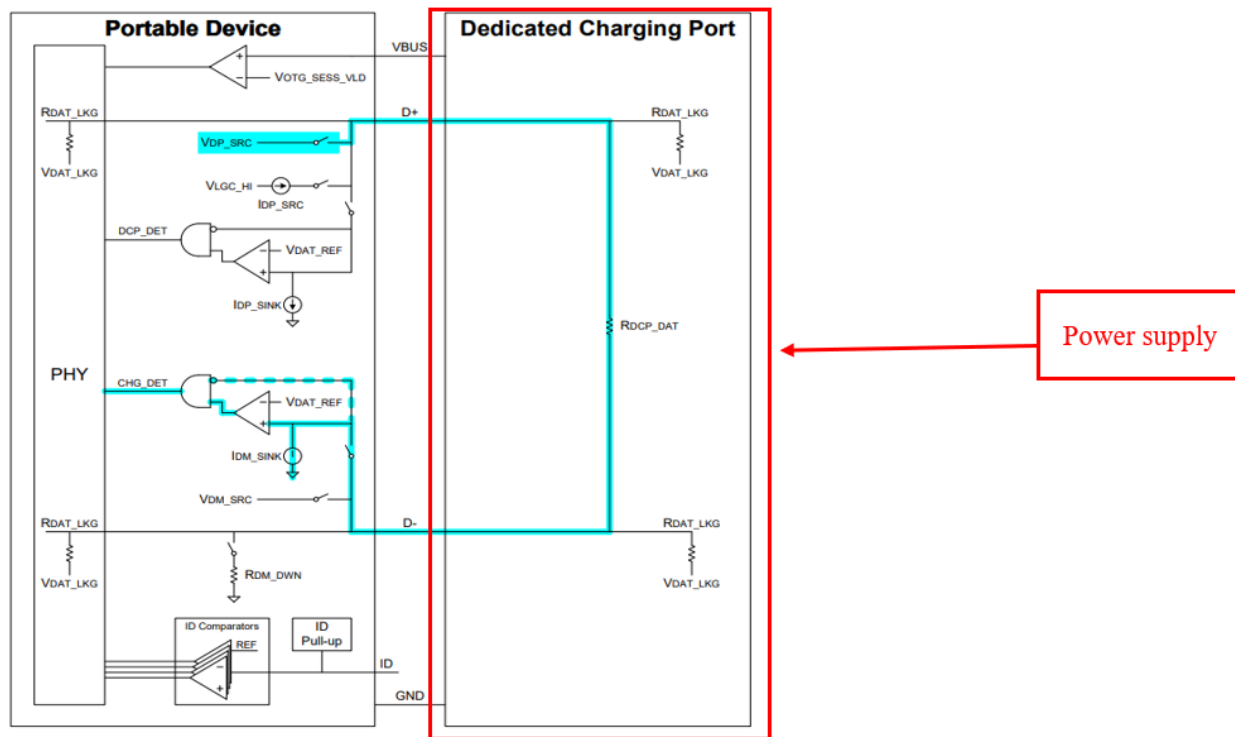 Portable Device
Dedicated Charging Port
VBUS
VOTG_SESS_VLD
RDAT_LKG
D+
RDAT_LKG
VDP_SRC
VDAT_LKG
VDAT_LKG
VLGC_HI
IDP_SRC
DCP_DET
VDAT_REF
IDP_SINK
RDCP_DAT
Power supply
PHY
CHG_DET
VDAT_REF
IDM_SINK
VDM_SRC
RDAT_LKG
D-
RDAT_LKG
VDAT_LKG
RDM_DWN
VDAT_LKG
ID Comparators
REF
ID
Pull-up
ID
GND